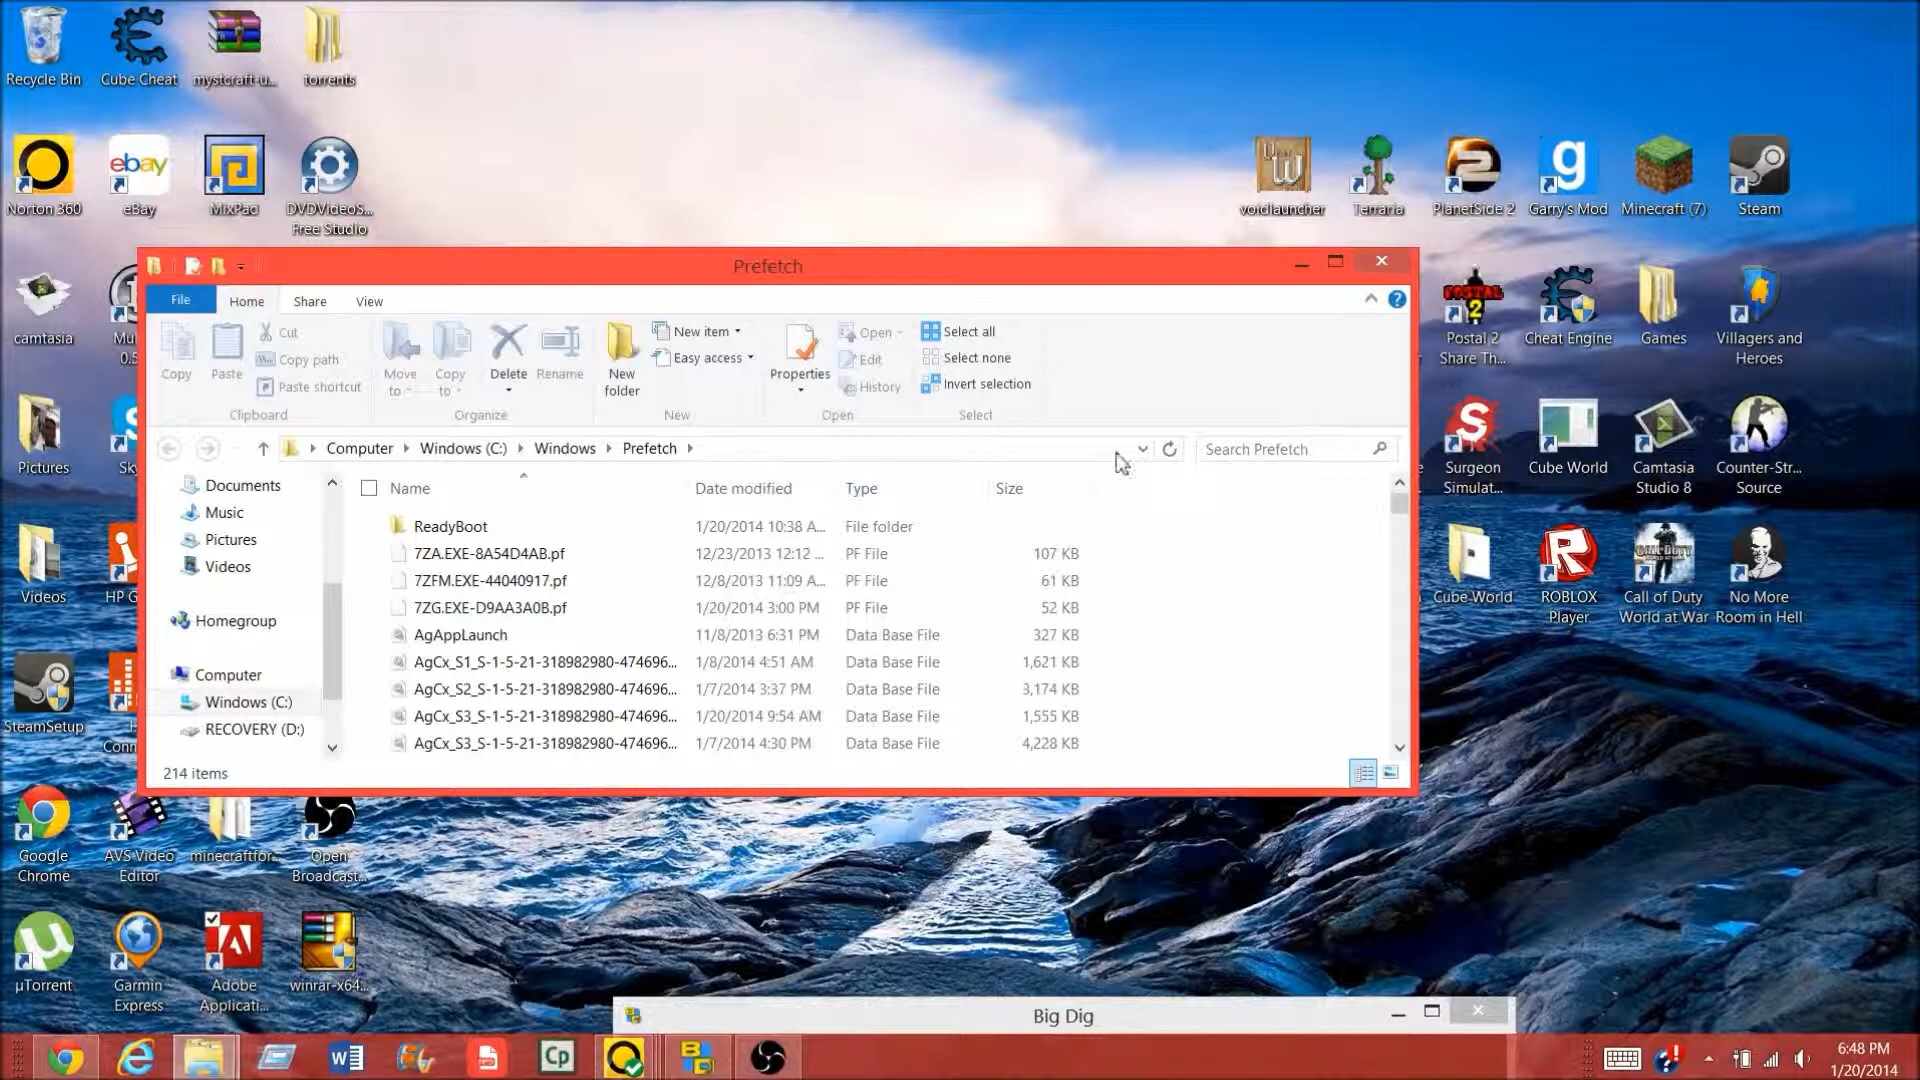 Recycle Bin
Cube Cheat
mystcraft-u...
torrents
Norton 360
eBay
MixPad
DVDVideoS...
Free Studio
voidlauncher
Terraria
PlanetSide 2
Garry's Mod
Minecraft (7)
Steam
camtasia
Pictures
Videos
HP G
SteamSetup
Postal 2
Share Th...
Cheat Engine
Games
Villagers and
Heroes
Surgeon
Simulat...
Cube World
Camtasia
Studio 8
Counter-Str...
Source
Cube World
ROBLOX
Player
Call of Duty
World at War
No More
Room in Hell
Prefetch
File
Home
Share
View
Copy
Paste
Cut
Copy path
Paste shortcut
Clipboard
Move
to
Copy
to
Delete
Rename
Organize
New
folder
New item
Easy access
New
Properties
Open
Edit
History
Open
Select all
Select none
Invert selection
Select
Computer
Windows (C:)
Windows
Prefetch
Search Prefetch
Documents
Music
Pictures
Videos
Homegroup
Computer
Windows (C:)
RECOVERY (D:)
Name Date modified Type Size
ReadyBoot 1/20/2014 10:38 A... File folder
7ZA.EXE-8A54D4AB.pf 12/23/2013 12:12 ... PF File 107 KB
7ZFM.EXE-44040917.pf 12/8/2013 11:09 A... PF File 61 KB
7ZG.EXE-D9AA3A0B.pf 1/20/2014 3:00 PM PF File 52 KB
AgAppLaunch 11/8/2013 6:31 PM Data Base File 327 KB
AgCx_S1_S-1-5-21-318982980-474696... 1/8/2014 4:51 AM Data Base File 1,621 KB
AgCx_S2_S-1-5-21-318982980-474696... 1/7/2014 3:37 PM Data Base File 3,174 KB
AgCx_S3_S-1-5-21-318982980-474696... 1/20/2014 9:54 AM Data Base File 1,555 KB
AgCx_S3_S-1-5-21-318982980-474696... 1/7/2014 4:30 PM Data Base File 4,228 KB
214 items
Google
Chrome
AVS Video
Editor
minecraftfor...
Open
Broadcast...
µTorrent
Garmin
Express
Adobe
Applicati...
winrar-x64...
Big Dig
6:48 PM
1/20/2014